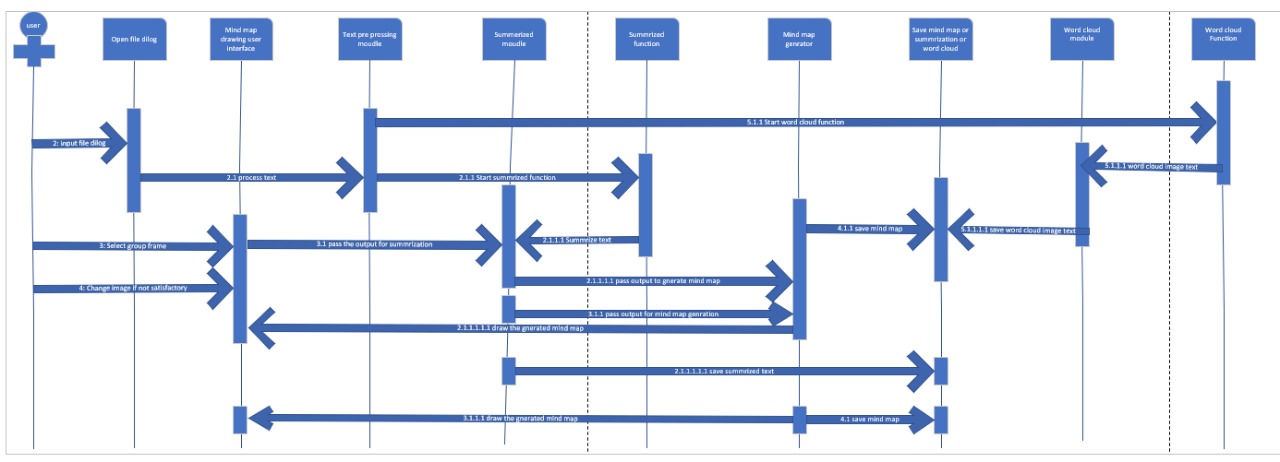 user
Open file dilog
Mind map
drawing user
interface
Text pre pressing
moudle
Summerized
moudle
Summrized
function
Mind map
genrator
Save mind map or
summrization or
word cloud
Word cloud
module
Word cloud
Function
5.1.1 Start word cloud function
2: input file dilog
5.1.1.1 word cloud image text
2.1 process text
2.1.1 Start summrized function
4.1.1 save mind map
5.1.1.1.1 save word cloud image text
3: Select group frame
3.1 pass the output for summrization
2.1.1.1 Summrize text
2.1.1.1.1 pass output to gnerate mind map
4: Change image if not satisfactory
3.1.1 pass output for mind map genration
2.1.1.1.1.1 draw the gnerated mind map
2.1.1.1.1.1 save summrized text
3.1.1.1 draw the gnerated mind map
4.1 save mind map